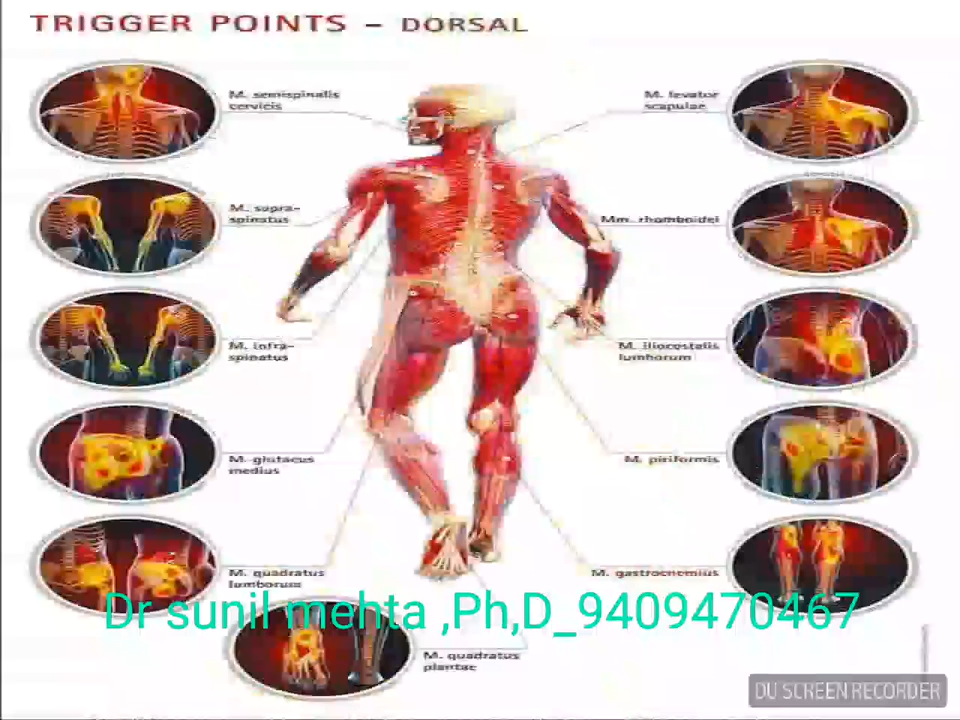 TRIGGER POINTS – DORSAL
M. semispinalis
cervicis
M. levator
scapulae
M. supra-
spinatus
Mm. rhomboidei
M. infra-
spinatus
M. iliocostalis
lumborum
M. glutaeus
medius
M. piriformis
M. quadratus
lumborum
M. gastrocnemius
Dr sunil mehta ,Ph,D_9409470467
M. quadratus
plantae
DU SCREEN RECORDER